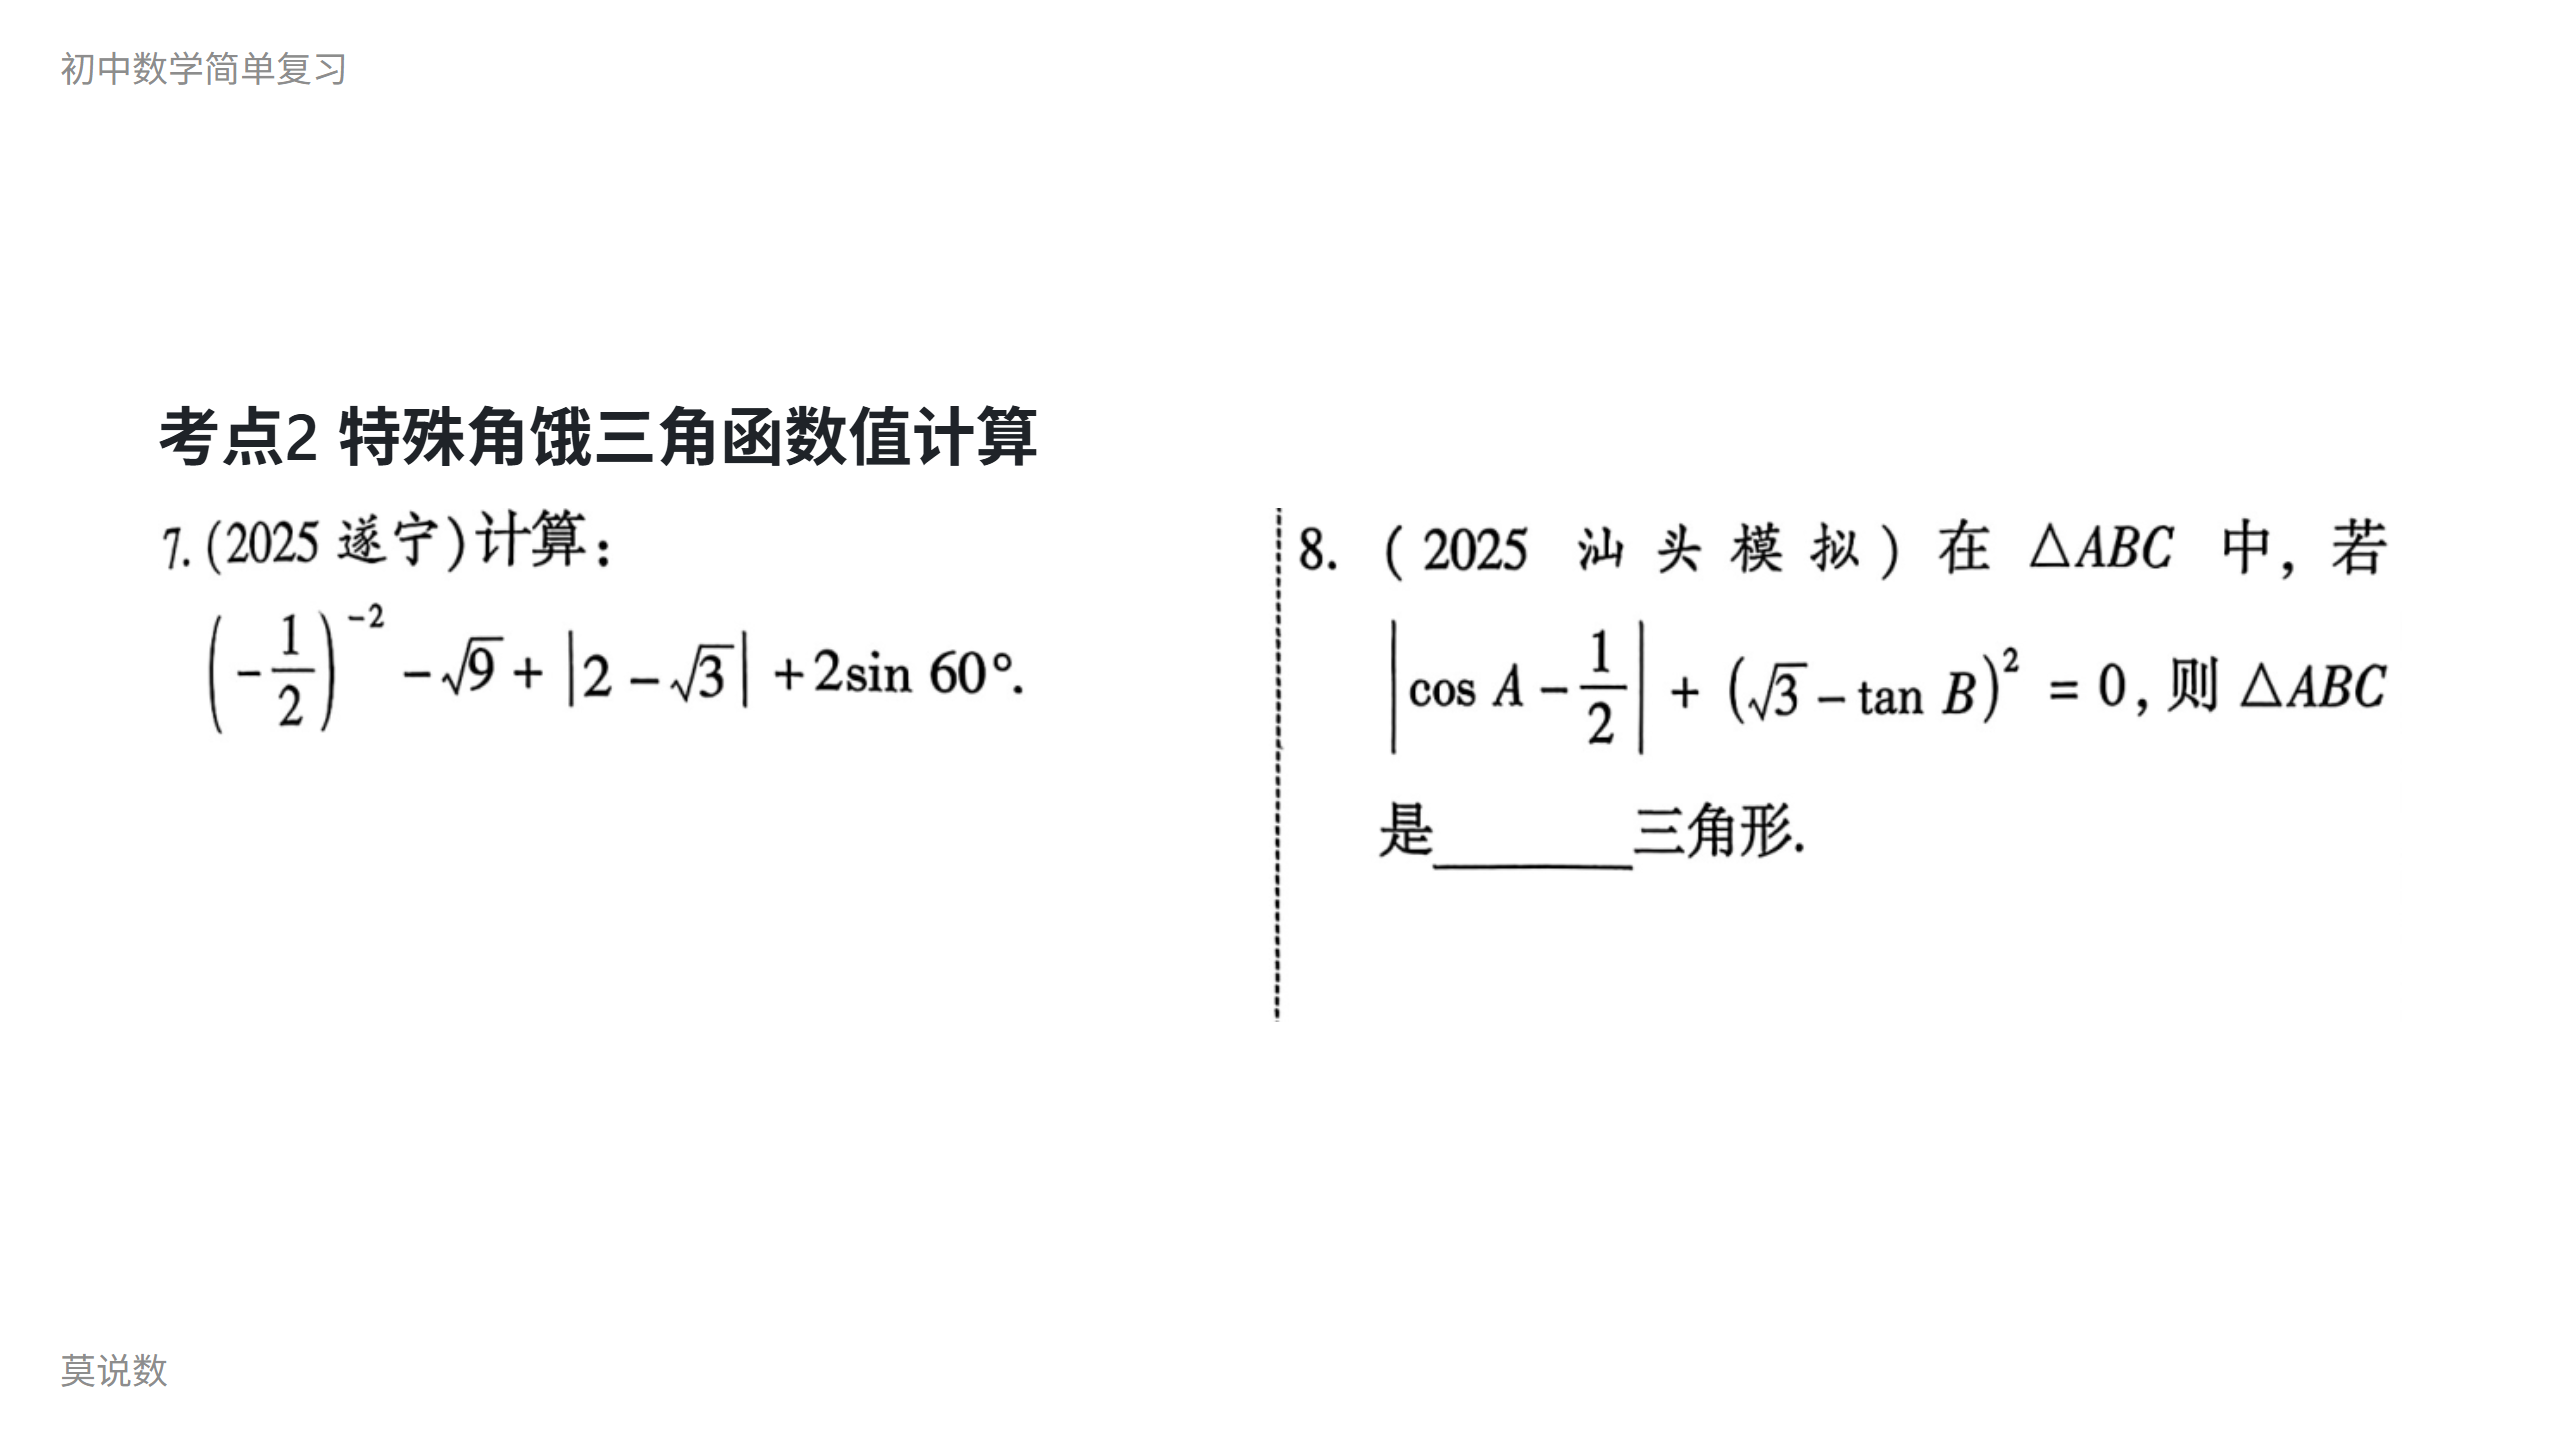 初中数学简单复习
考点2 特殊角饿三角函数值计算
7. (2025 遂宁)计算：
(-1/2)^-2 - √9 + |2 - √3| + 2sin 60°.
8. (2025 汕头模拟) 在 △ABC 中, 若
|cos A - 1/2| + (√3 - tan B)^2 = 0, 则 △ABC
是______三角形.
莫说数